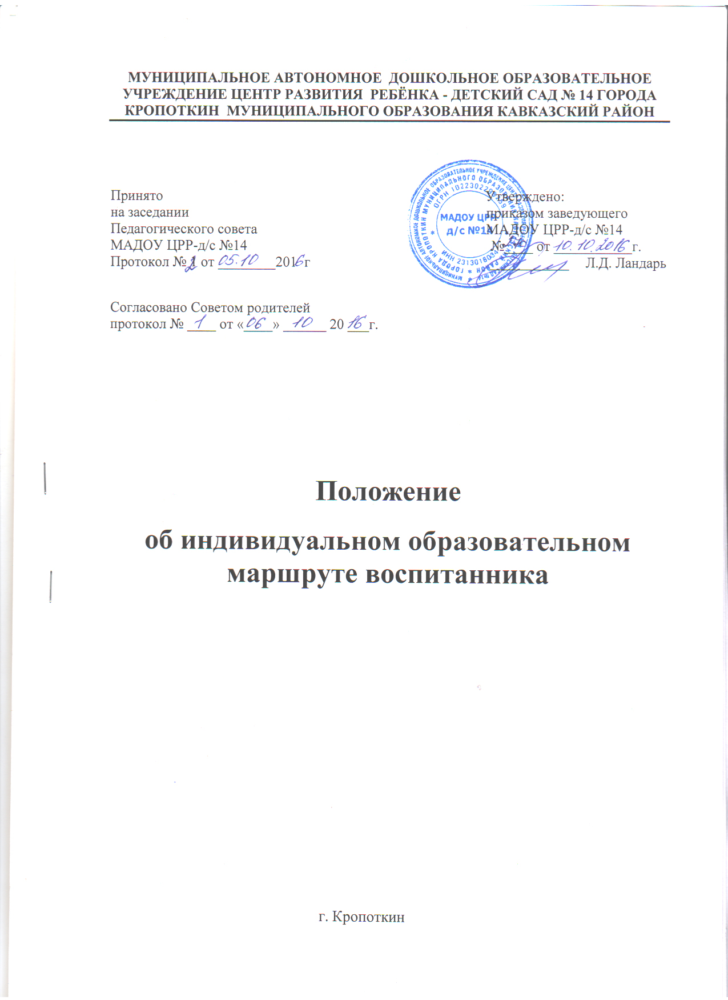 МУНИЦИПАЛЬНОЕ АВТОНОМНОЕ ДОШКОЛЬНОЕ ОБРАЗОВАТЕЛЬНОЕ
УЧРЕЖДЕНИЕ ЦЕНТР РАЗВИТИЯ РЕБЁНКА - ДЕТСКИЙ САД № 14 ГОРОДА
КРОПОТКИН МУНИЦИПАЛЬНОГО ОБРАЗОВАНИЯ КАВКАЗСКИЙ РАЙОН
Принято
на заседании
Педагогического совета
МАДОУ ЦРР-д/с №14
Протокол № 2 от 05.10 2016 г
Утверждено:
приказом заведующего
МАДОУ ЦРР-д/с №14
№ от 10.10.2016 г.
Л.Д. Ландарь
МАДОУ ЦРР
д/с №14
Согласовано Советом родителей
протокол № 1 от «06» 10 20 16 г.
Положение
об индивидуальном образовательном
маршруте воспитанника
г. Кропоткин